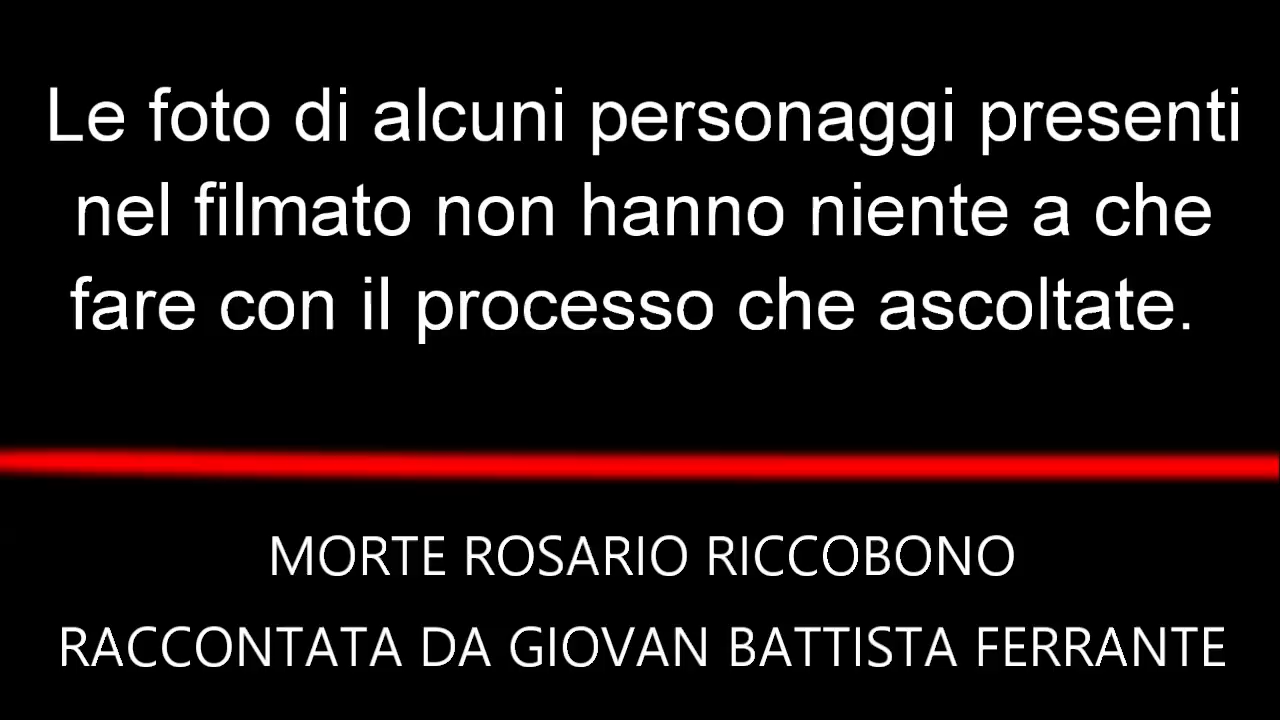 Le foto di alcuni personaggi presenti
nel filmato non hanno niente a che
fare con il processo che ascoltate.
MORTE ROSARIO RICCOBONO
RACCONTATA DA GIOVAN BATTISTA FERRANTE